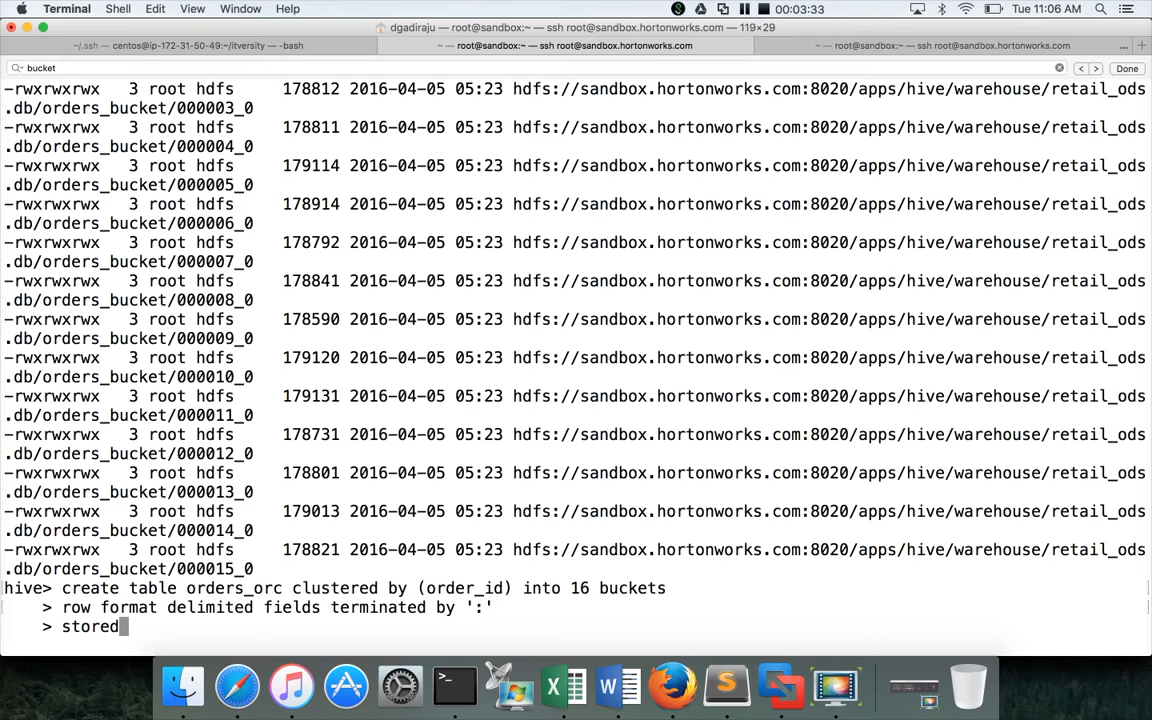 Terminal Shell Edit View Window Help 00:03:33 Tue 11:06 AM
dgadiraju — root@sandbox:~ — ssh root@sandbox.hortonworks.com — 119×29
~/.ssh — centos@ip-172-31-50-49:~/itversity — -bash ~ — root@sandbox:~ — ssh root@sandbox.hortonworks.com ~ — root@sandbox:~ — ssh root@sandbox.hortonworks.com ... +
bucket < > Done
-rwxrwxrwx 3 root hdfs 178812 2016-04-05 05:23 hdfs://sandbox.hortonworks.com:8020/apps/hive/warehouse/retail_ods
.db/orders_bucket/000003_0
-rwxrwxrwx 3 root hdfs 178811 2016-04-05 05:23 hdfs://sandbox.hortonworks.com:8020/apps/hive/warehouse/retail_ods
.db/orders_bucket/000004_0
-rwxrwxrwx 3 root hdfs 179114 2016-04-05 05:23 hdfs://sandbox.hortonworks.com:8020/apps/hive/warehouse/retail_ods
.db/orders_bucket/000005_0
-rwxrwxrwx 3 root hdfs 178914 2016-04-05 05:23 hdfs://sandbox.hortonworks.com:8020/apps/hive/warehouse/retail_ods
.db/orders_bucket/000006_0
-rwxrwxrwx 3 root hdfs 178792 2016-04-05 05:23 hdfs://sandbox.hortonworks.com:8020/apps/hive/warehouse/retail_ods
.db/orders_bucket/000007_0
-rwxrwxrwx 3 root hdfs 178841 2016-04-05 05:23 hdfs://sandbox.hortonworks.com:8020/apps/hive/warehouse/retail_ods
.db/orders_bucket/000008_0
-rwxrwxrwx 3 root hdfs 178590 2016-04-05 05:23 hdfs://sandbox.hortonworks.com:8020/apps/hive/warehouse/retail_ods
.db/orders_bucket/000009_0
-rwxrwxrwx 3 root hdfs 179120 2016-04-05 05:23 hdfs://sandbox.hortonworks.com:8020/apps/hive/warehouse/retail_ods
.db/orders_bucket/000010_0
-rwxrwxrwx 3 root hdfs 179131 2016-04-05 05:23 hdfs://sandbox.hortonworks.com:8020/apps/hive/warehouse/retail_ods
.db/orders_bucket/000011_0
-rwxrwxrwx 3 root hdfs 178731 2016-04-05 05:23 hdfs://sandbox.hortonworks.com:8020/apps/hive/warehouse/retail_ods
.db/orders_bucket/000012_0
-rwxrwxrwx 3 root hdfs 178801 2016-04-05 05:23 hdfs://sandbox.hortonworks.com:8020/apps/hive/warehouse/retail_ods
.db/orders_bucket/000013_0
-rwxrwxrwx 3 root hdfs 179013 2016-04-05 05:23 hdfs://sandbox.hortonworks.com:8020/apps/hive/warehouse/retail_ods
.db/orders_bucket/000014_0
-rwxrwxrwx 3 root hdfs 178821 2016-04-05 05:23 hdfs://sandbox.hortonworks.com:8020/apps/hive/warehouse/retail_ods
.db/orders_bucket/000015_0
hive> create table orders_orc clustered by (order_id) into 16 buckets
> row format delimited fields terminated by ':'
> stored